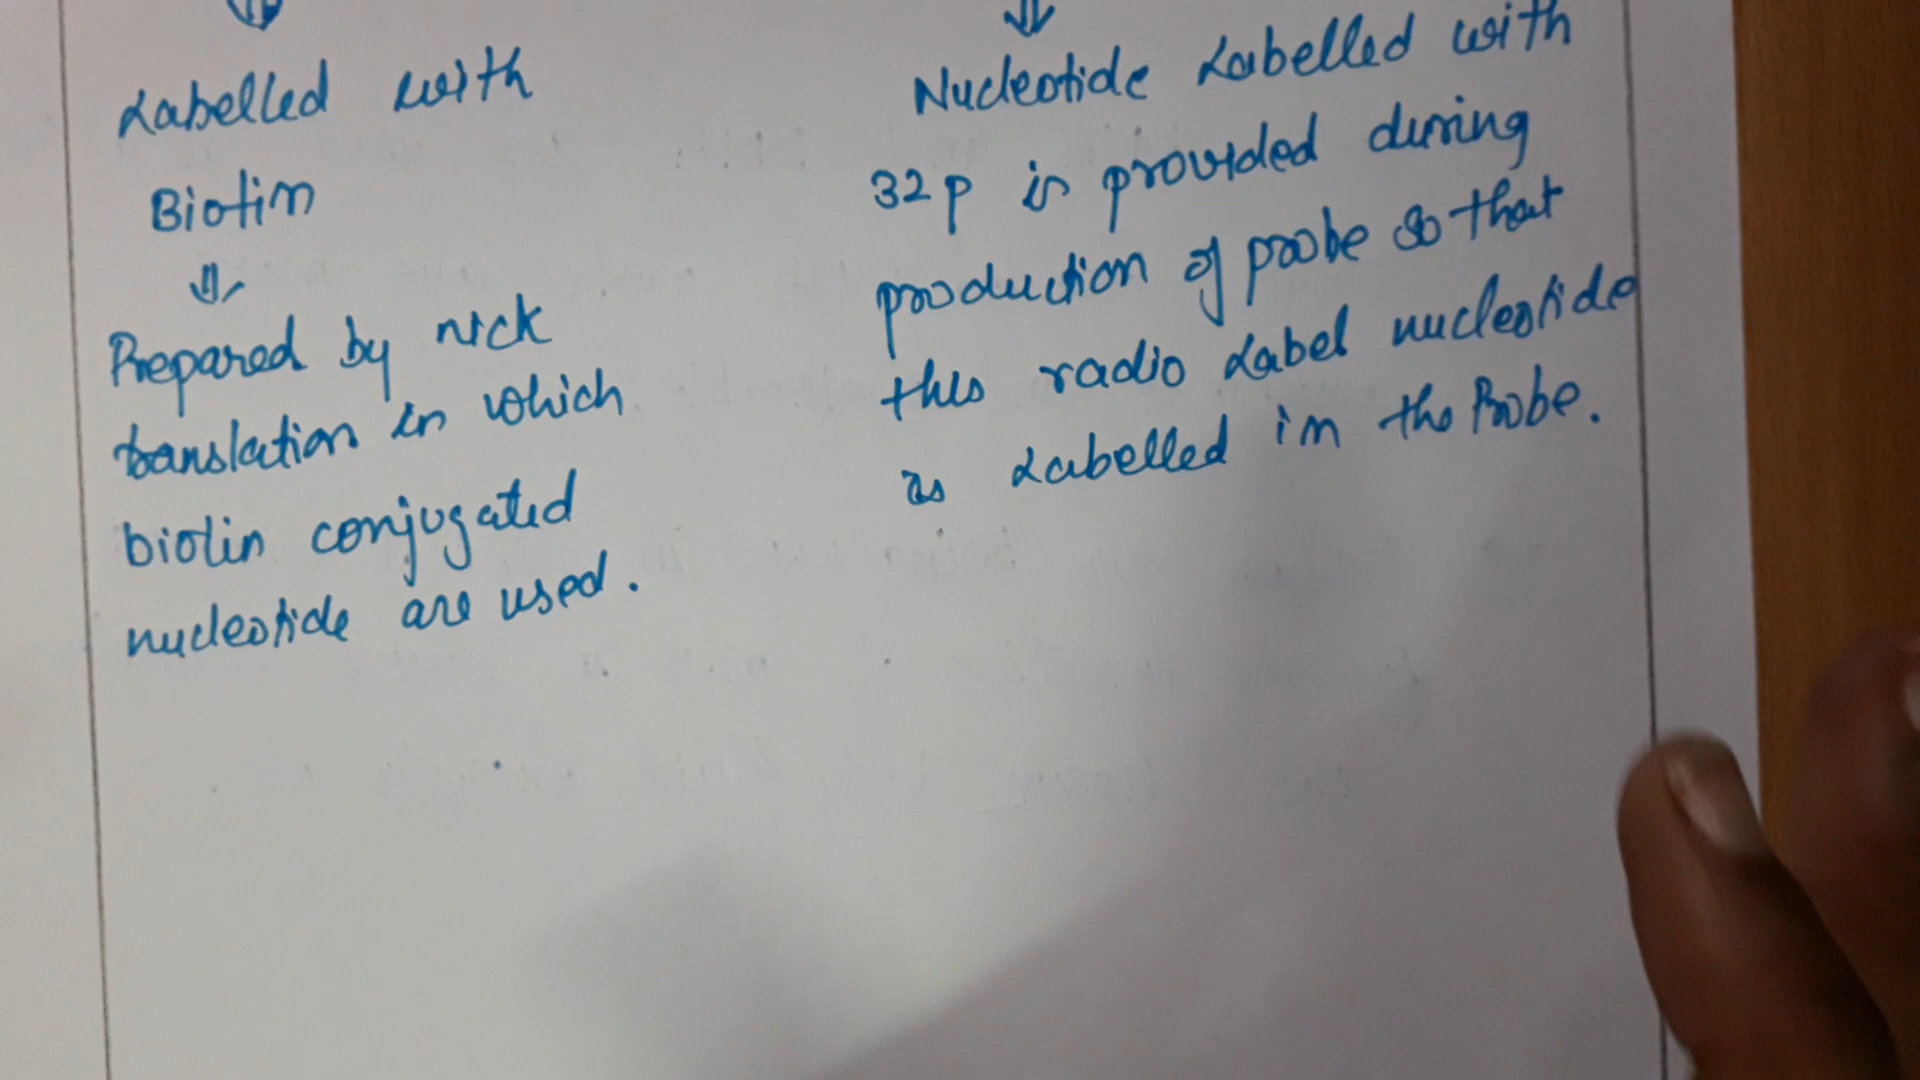 Labelled with
Biotin
⇓
Prepared by nick
translation in which
biotin conjugated
nucleotide are used.
⇓
Nucleotide Labelled with
32p is provided during
production of probe so that
this radio Label nucleotide
is Labelled in the Probe.